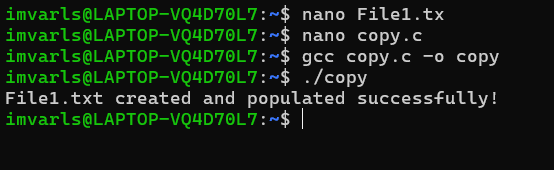 imvarls@LAPTOP-VQ4D70L7:~$ nano File1.tx
imvarls@LAPTOP-VQ4D70L7:~$ nano copy.c
imvarls@LAPTOP-VQ4D70L7:~$ gcc copy.c -o copy
imvarls@LAPTOP-VQ4D70L7:~$ ./copy
File1.txt created and populated successfully!
imvarls@LAPTOP-VQ4D70L7:~$